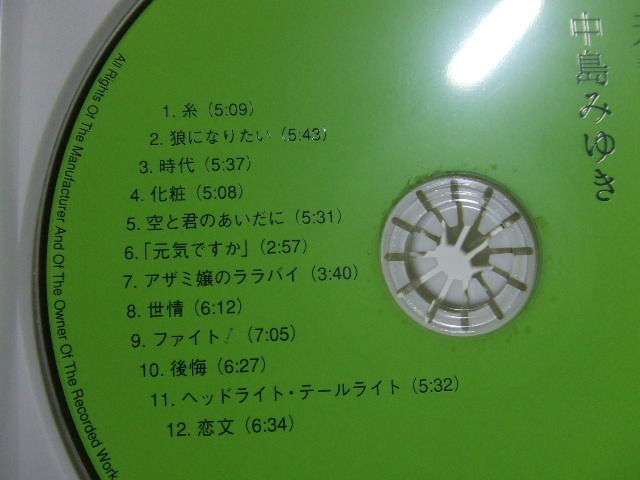 中島みゆき
1. 糸 (5:09)
2. 狼になりたい (5:43)
3. 時代 (5:37)
4. 化粧 (5:08)
5. 空と君のあいだに (5:31)
6. 「元気ですか」 (2:57)
7. アザミ嬢のララバイ (3:40)
8. 世情 (6:12)
9. ファイト! (7:05)
10. 後悔 (6:27)
11. ヘッドライト・テールライト (5:32)
12. 恋文 (6:34)
All Rights Of The Manufacturer And Of The Owner Of The Recorded Work